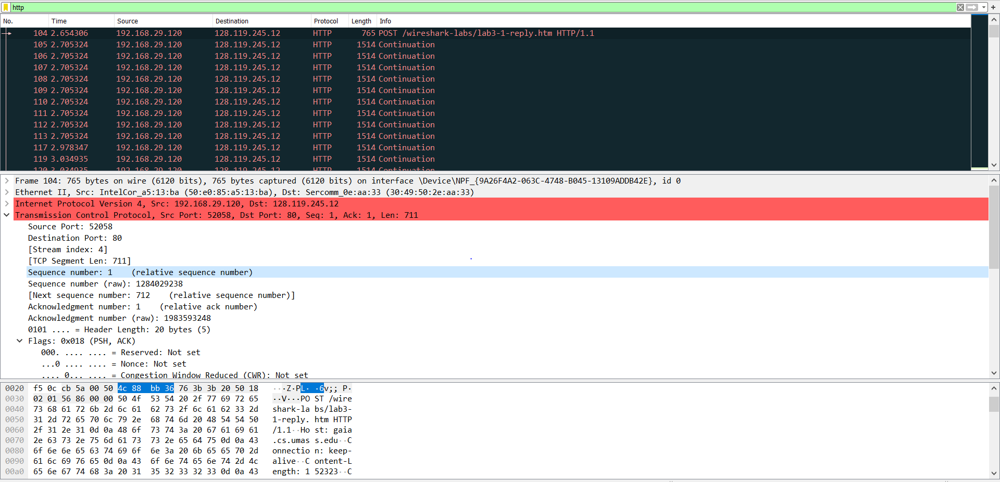 http
No. Time Source Destination Protocol Length Info
104 2.654306 192.168.29.120 128.119.245.12 HTTP 765 POST /wireshark-labs/lab3-1-reply.htm HTTP/1.1
105 2.705324 192.168.29.120 128.119.245.12 HTTP 1514 Continuation
106 2.705324 192.168.29.120 128.119.245.12 HTTP 1514 Continuation
107 2.705324 192.168.29.120 128.119.245.12 HTTP 1514 Continuation
108 2.705324 192.168.29.120 128.119.245.12 HTTP 1514 Continuation
109 2.705324 192.168.29.120 128.119.245.12 HTTP 1514 Continuation
110 2.705324 192.168.29.120 128.119.245.12 HTTP 1514 Continuation
111 2.705324 192.168.29.120 128.119.245.12 HTTP 1514 Continuation
112 2.705324 192.168.29.120 128.119.245.12 HTTP 1514 Continuation
113 2.705324 192.168.29.120 128.119.245.12 HTTP 1514 Continuation
117 2.978347 192.168.29.120 128.119.245.12 HTTP 1514 Continuation
119 3.034935 192.168.29.120 128.119.245.12 HTTP 1514 Continuation
120 3.034935 192.168.29.120 128.119.245.12 HTTP 1514 Continuation
Frame 104: 765 bytes on wire (6120 bits), 765 bytes captured (6120 bits) on interface \Device\NPF_{9A26F4A2-063C-4748-B045-13109ADDB42E}, id 0
Ethernet II, Src: IntelCor_a5:13:ba (50:e0:85:a5:13:ba), Dst: Sercomm_0e:aa:33 (30:49:50:2e:aa:33)
Internet Protocol Version 4, Src: 192.168.29.120, Dst: 128.119.245.12
Transmission Control Protocol, Src Port: 52058, Dst Port: 80, Seq: 1, Ack: 1, Len: 711
Source Port: 52058
Destination Port: 80
[Stream index: 4]
[TCP Segment Len: 711]
Sequence number: 1    (relative sequence number)
Sequence number (raw): 1284029238
[Next sequence number: 712    (relative sequence number)]
Acknowledgment number: 1    (relative ack number)
Acknowledgment number (raw): 1983593248
0101 .... = Header Length: 20 bytes (5)
Flags: 0x018 (PSH, ACK)
000. .... .... = Reserved: Not set
...0 .... .... = Nonce: Not set
.... 0... .... = Congestion Window Reduced (CWR): Not set
0020 f5 0c cb 5a 00 50 4c 88 bb 36 76 3b 3b 20 50 18 ···Z·PL· ·6v;; P·
0030 02 01 56 86 00 00 50 4f 53 54 20 2f 77 69 72 65 ··V···PO ST /wire
0040 73 68 61 72 6b 2d 6c 61 62 73 2f 6c 61 62 33 2d shark-la bs/lab3-
0050 31 2d 72 65 70 6c 79 2e 68 74 6d 20 48 54 54 50 1-reply. htm HTTP
0060 2f 31 2e 31 0d 0a 48 6f 73 74 3a 20 67 61 69 61 /1.1··Ho st: gaia
0070 2e 63 73 2e 75 6d 61 73 73 2e 65 64 75 0d 0a 43 .cs.umas s.edu··C
0080 6f 6e 6e 65 63 74 69 6f 6e 3a 20 6b 65 65 70 2d onnectio n: keep-
0090 61 6c 69 76 65 0d 0a 43 6f 6e 74 65 6e 74 2d 4c alive··C ontent-L
00a0 65 6e 67 74 68 3a 20 31 35 32 33 32 33 0d 0a 43 ength: 1 52323··C